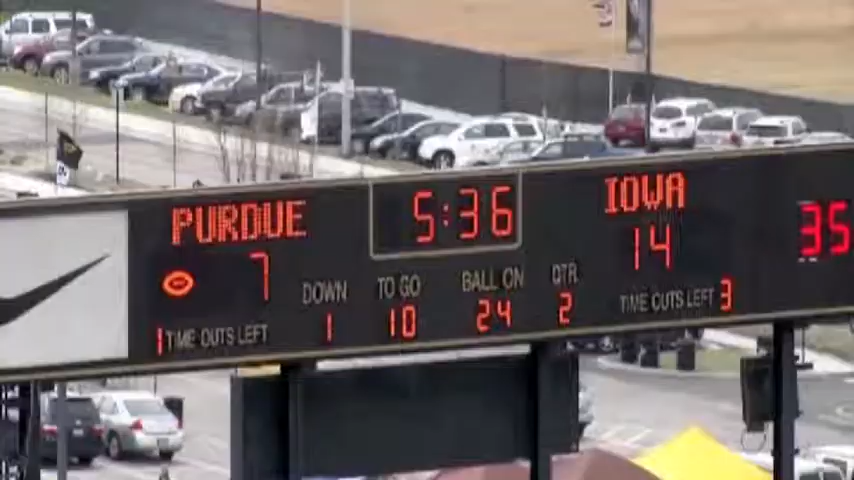 PURDUE 5:36 IOWA
7 14 35
DOWN TO GO BALL ON QTR
1 10 24 2
1 TIME OUTS LEFT TIME OUTS LEFT 3